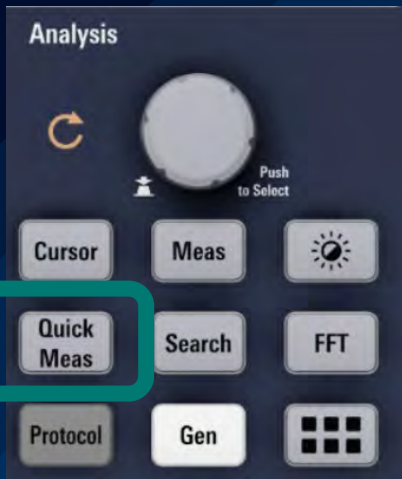 Analysis
Push
to Select
Cursor
Meas
Quick
Meas
Search
FFT
Protocol
Gen